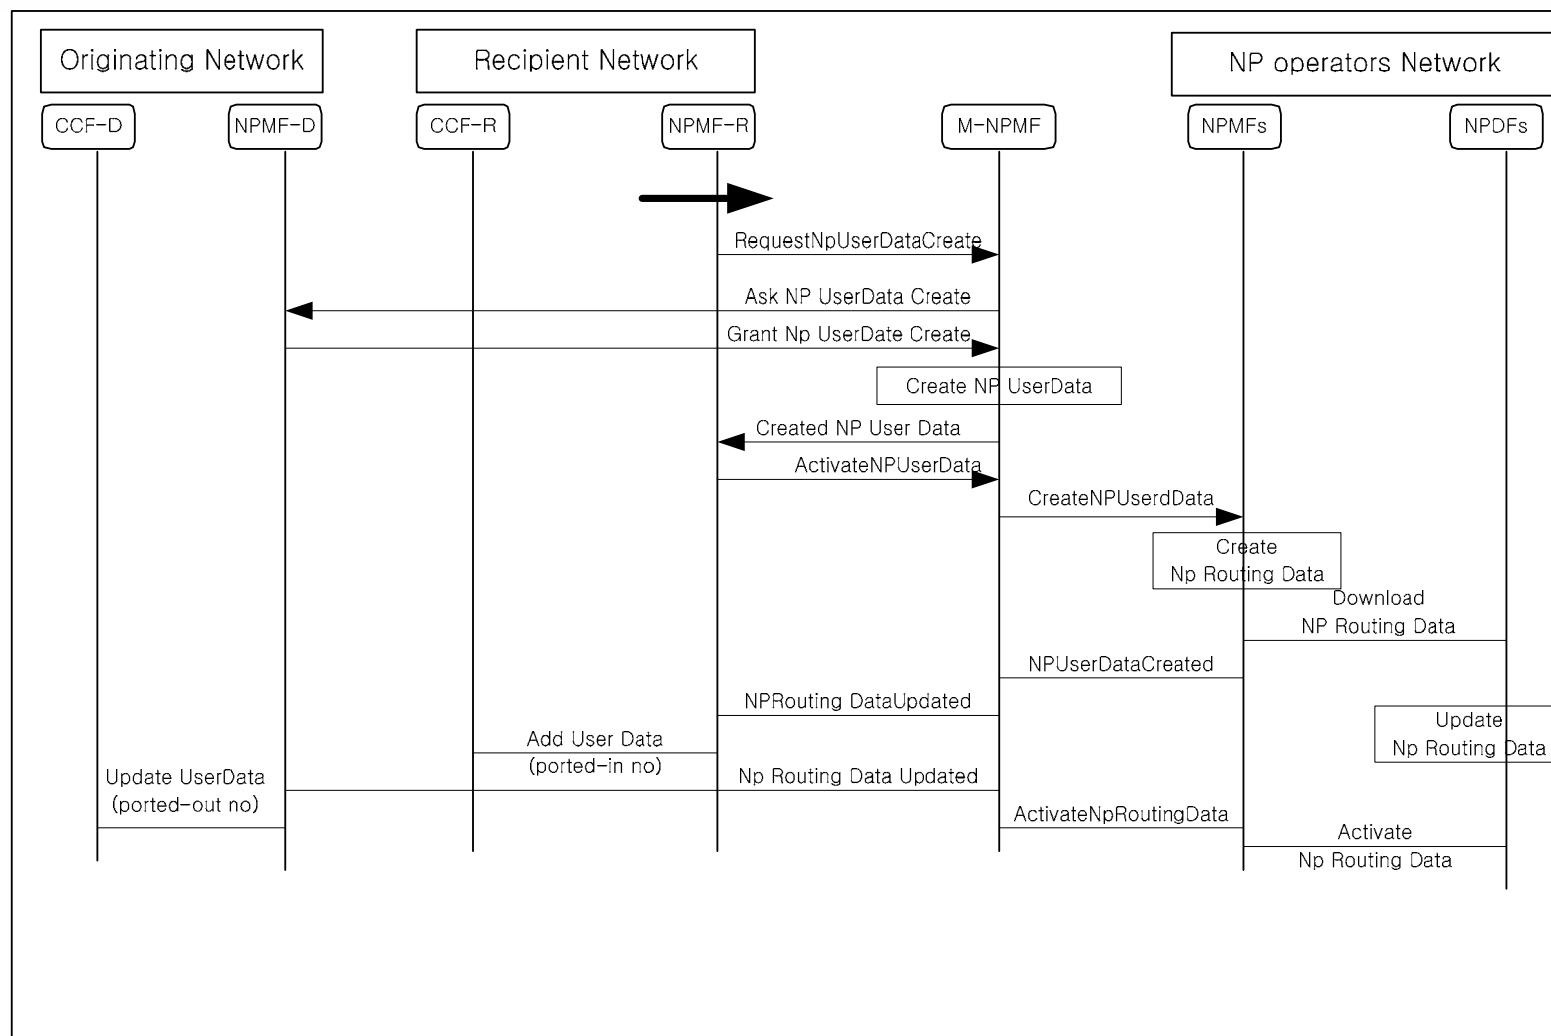 Originating Network
Recipient Network
NP operators Network
CCF-D
NPMF-D
CCF-R
NPMF-R
M-NPMF
NPMFs
NPDFs
RequestNpUserDataCreate
Ask NP UserData Create
Grant Np UserDate Create
Create NP UserData
Created NP User Data
ActivateNPUserData
CreateNPUserdData
Create
Np Routing Data
Download
NP Routing Data
NPUserDataCreated
NPRouting DataUpdated
Update
Np Routing Data
Add User Data
(ported-in no)
Update UserData
(ported-out no)
Np Routing Data Updated
ActivateNpRoutingData
Activate
Np Routing Data